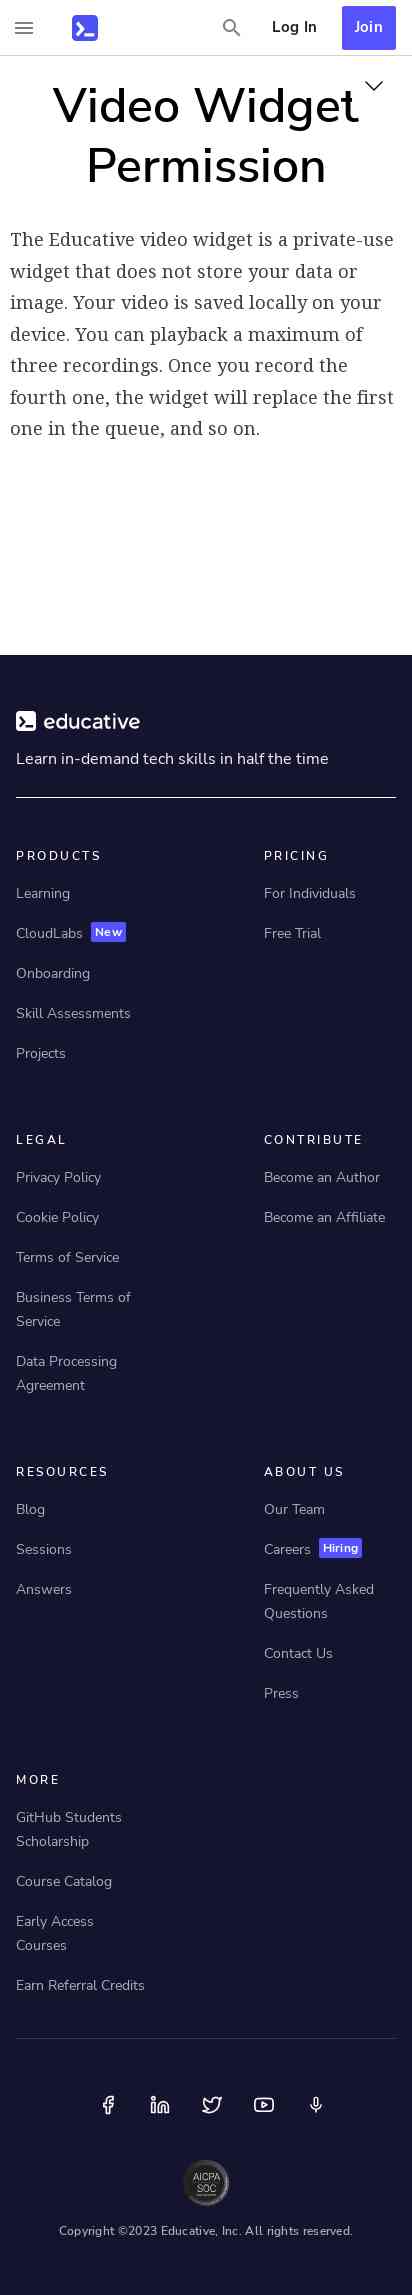 Log In
Join
Video Widget
Permission
The Educative video widget is a private-use
widget that does not store your data or
image. Your video is saved locally on your
device. You can playback a maximum of
three recordings. Once you record the
fourth one, the widget will replace the first
one in the queue, and so on.
educative
Learn in-demand tech skills in half the time
PRODUCTS
Learning
CloudLabs New
Onboarding
Skill Assessments
Projects
PRICING
For Individuals
Free Trial
LEGAL
Privacy Policy
Cookie Policy
Terms of Service
Business Terms of
Service
Data Processing
Agreement
CONTRIBUTE
Become an Author
Become an Affiliate
RESOURCES
Blog
Sessions
Answers
ABOUT US
Our Team
Careers Hiring
Frequently Asked
Questions
Contact Us
Press
MORE
GitHub Students
Scholarship
Course Catalog
Early Access
Courses
Earn Referral Credits
AICPA
SOC
Copyright ©2023 Educative, Inc. All rights reserved.